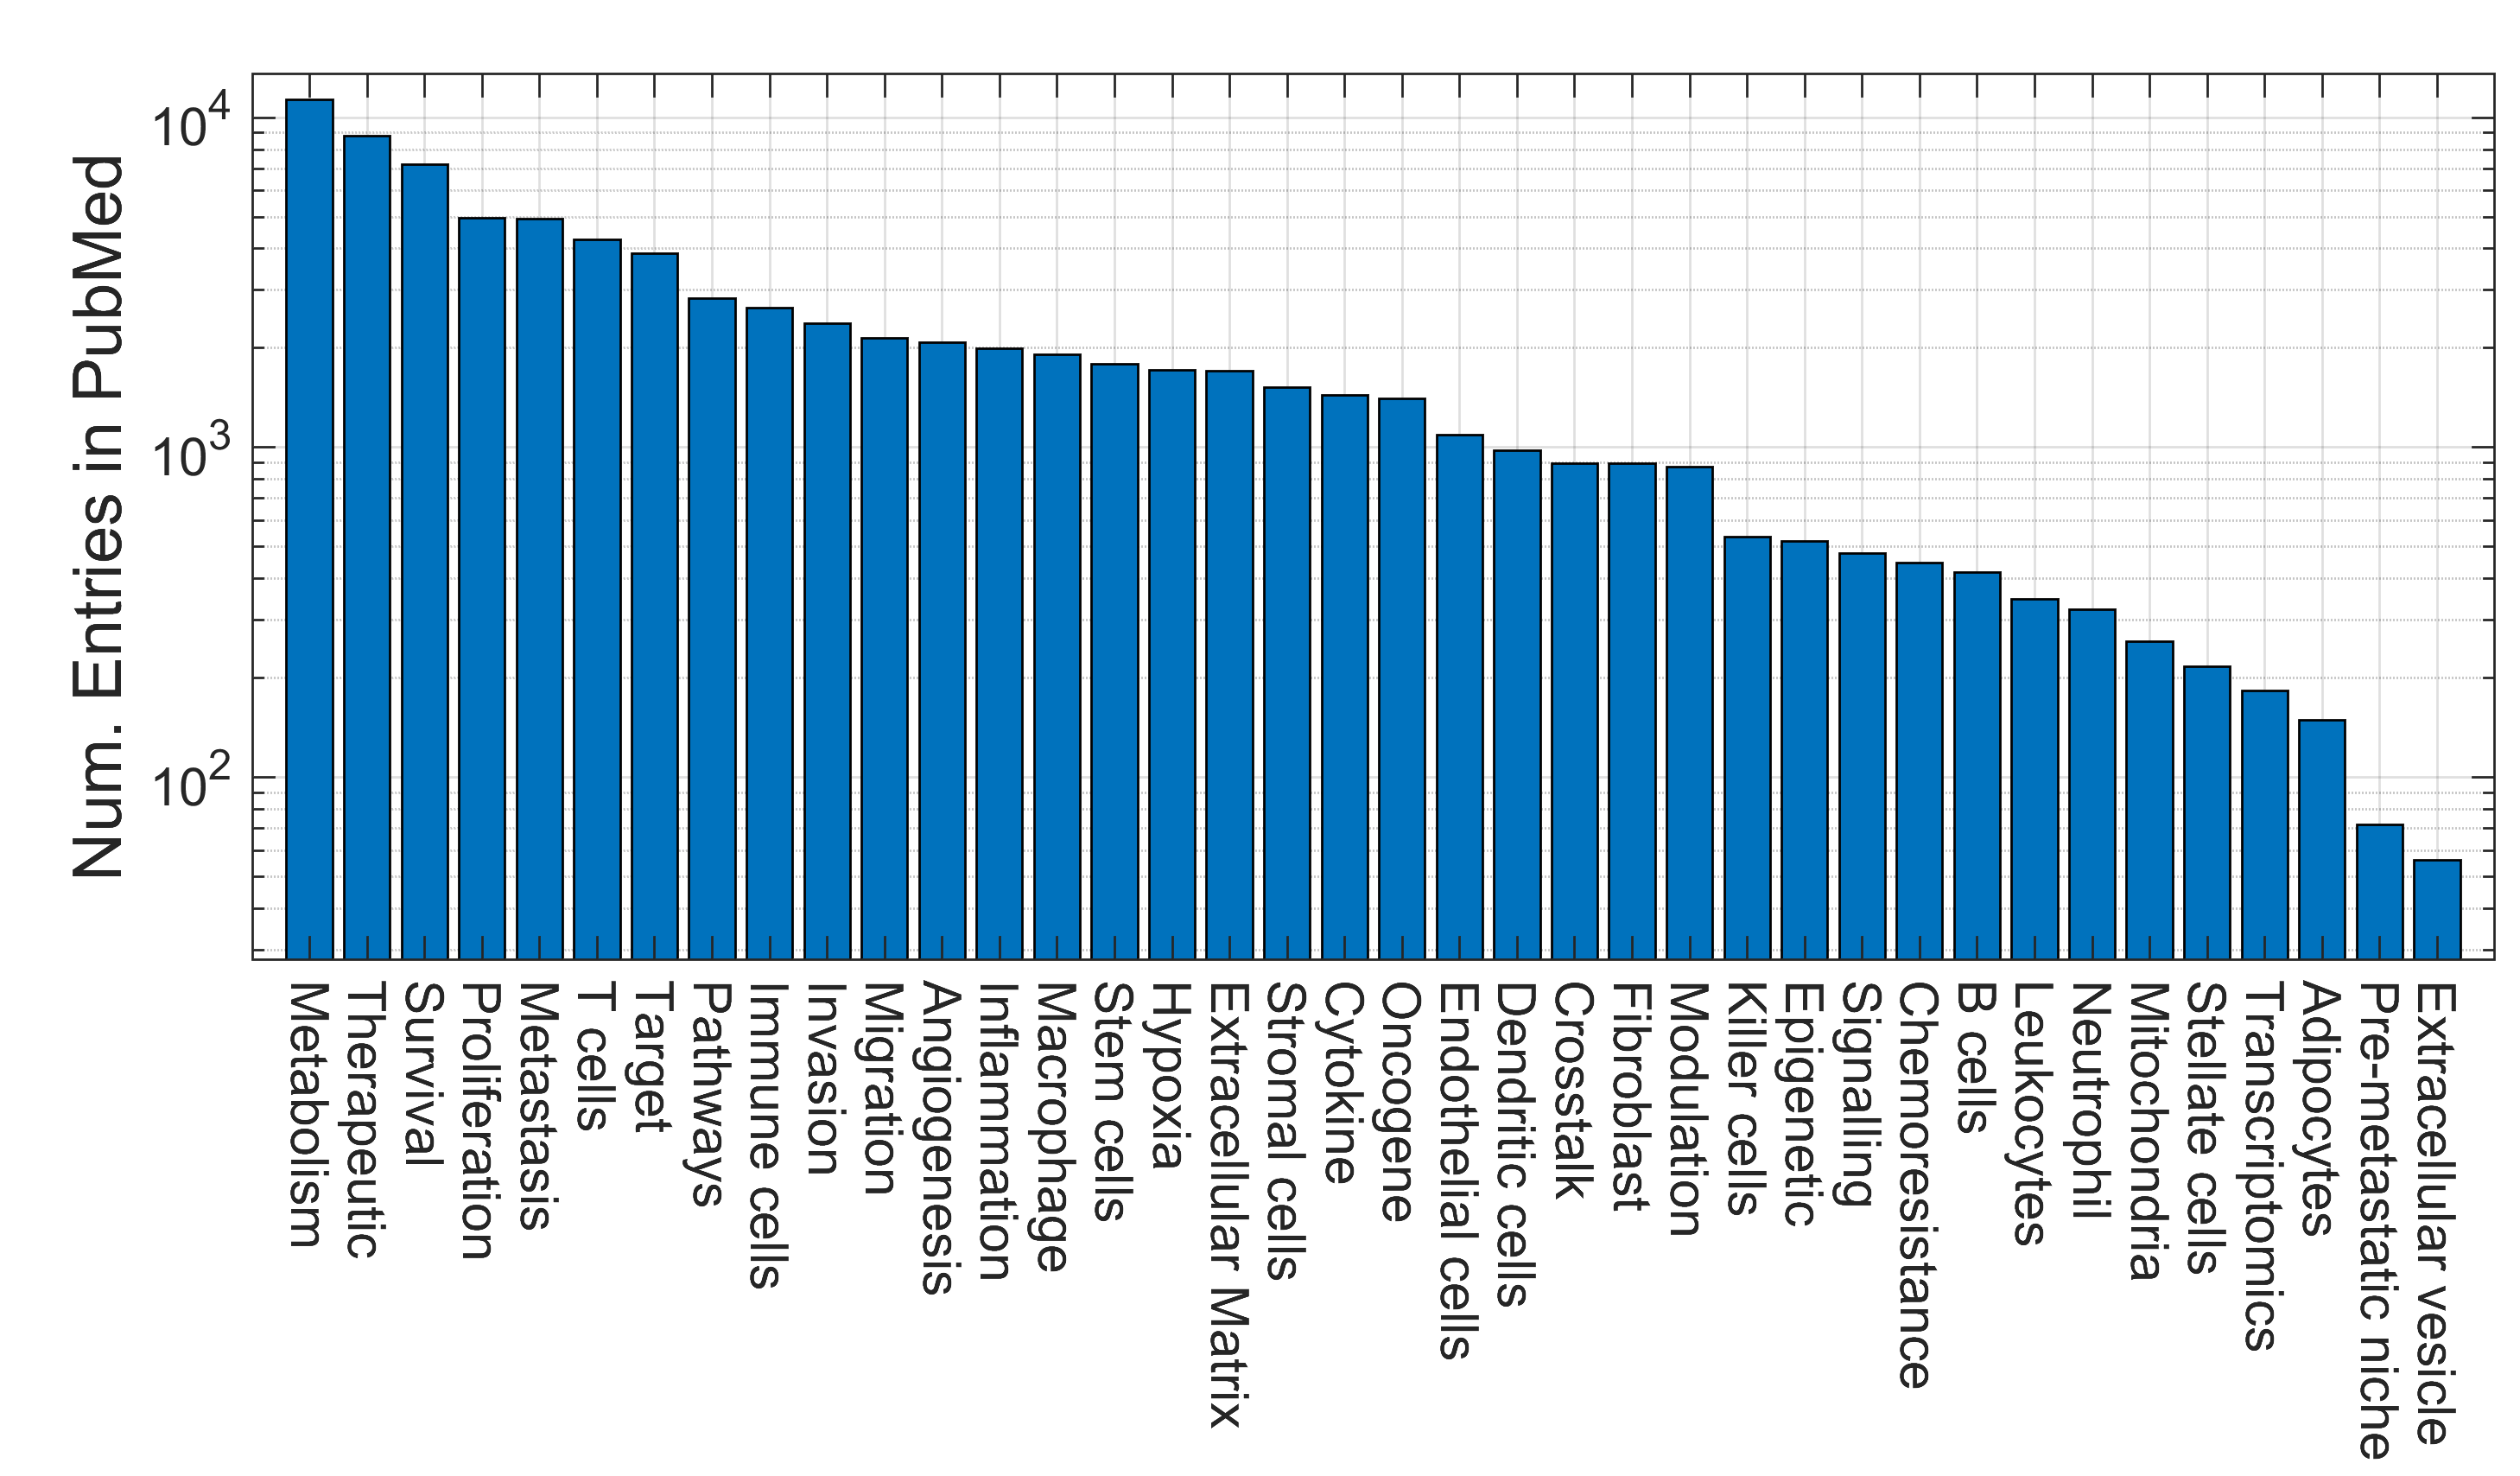 Num. Entries in PubMed
10^4
10^3
10^2
Metabolism
Therapeutic
Survival
Proliferation
Metastasis
T cells
Target
Pathways
Immune cells
Invasion
Migration
Angiogenesis
Inflammation
Macrophage
Stem cells
Hypoxia
Extracellular Matrix
Stromal cells
Cytokine
Oncogene
Endothelial cells
Dendritic cells
Crosstalk
Fibroblast
Modulation
Killer cells
Epigenetic
Signalling
Chemoresistance
B cells
Leukocytes
Neutrophil
Mitochondria
Stellate cells
Transcriptomics
Adipocytes
Pre-metastatic niche
Extracellular vesicle